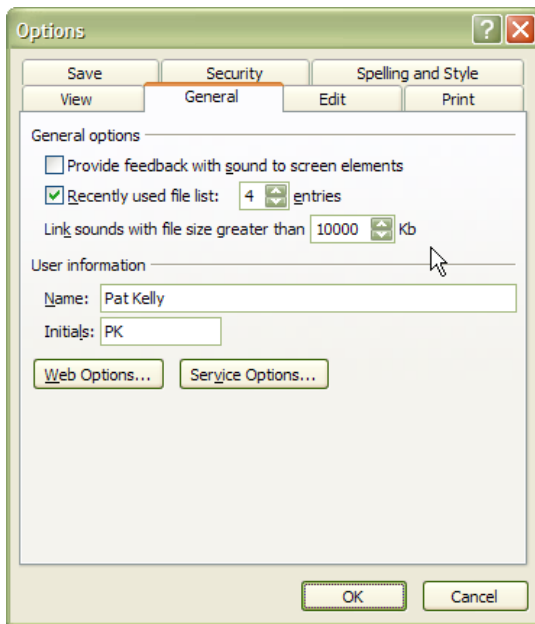 Options
Save Security Spelling and Style
View General Edit Print
General options
Provide feedback with sound to screen elements
Recently used file list: 4 entries
Link sounds with file size greater than 10000 Kb
User information
Name: Pat Kelly
Initials: PK
Web Options... Service Options...
OK Cancel